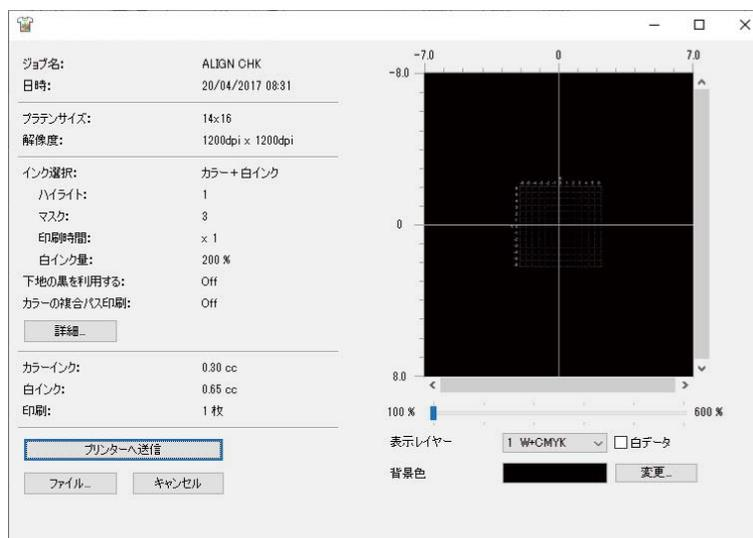 ジョブ名: ALIGN CHK
日時: 20/04/2017 08:31
プラテンサイズ: 14x16
解像度: 1200dpi x 1200dpi
インク選択: カラー+白インク
ハイライト: 1
マスク: 3
印刷時間: x 1
白インク量: 200 %
下地の黒を利用する: Off
カラーの複合パス印刷: Off
詳細...
カラーインク: 0.30 cc
白インク: 0.65 cc
印刷: 1 枚
プリンターへ送信
ファイル... キャンセル
-7.0 0 7.0
-8.0
0
8.0
100 % 600 %
表示レイヤー 1 W+CMYK 白データ
背景色 変更...